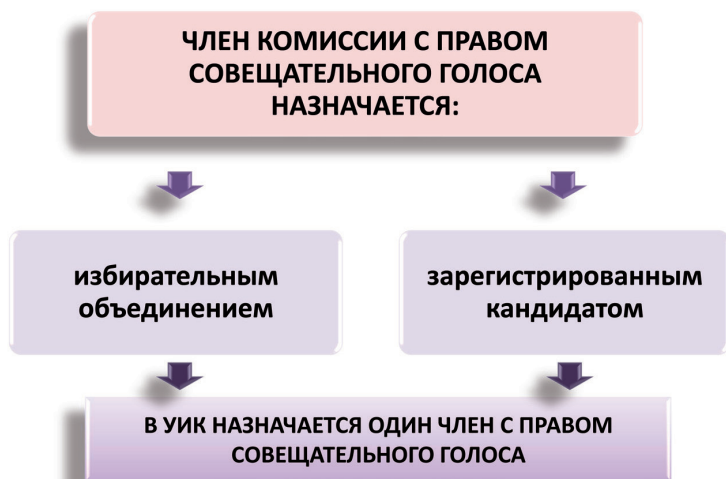 ЧЛЕН КОМИССИИ С ПРАВОМ
СОВЕЩАТЕЛЬНОГО ГОЛОСА
НАЗНАЧАЕТСЯ:
избирательным
объединением
зарегистрированным
кандидатом
В УИК НАЗНАЧАЕТСЯ ОДИН ЧЛЕН С ПРАВОМ
СОВЕЩАТЕЛЬНОГО ГОЛОСА